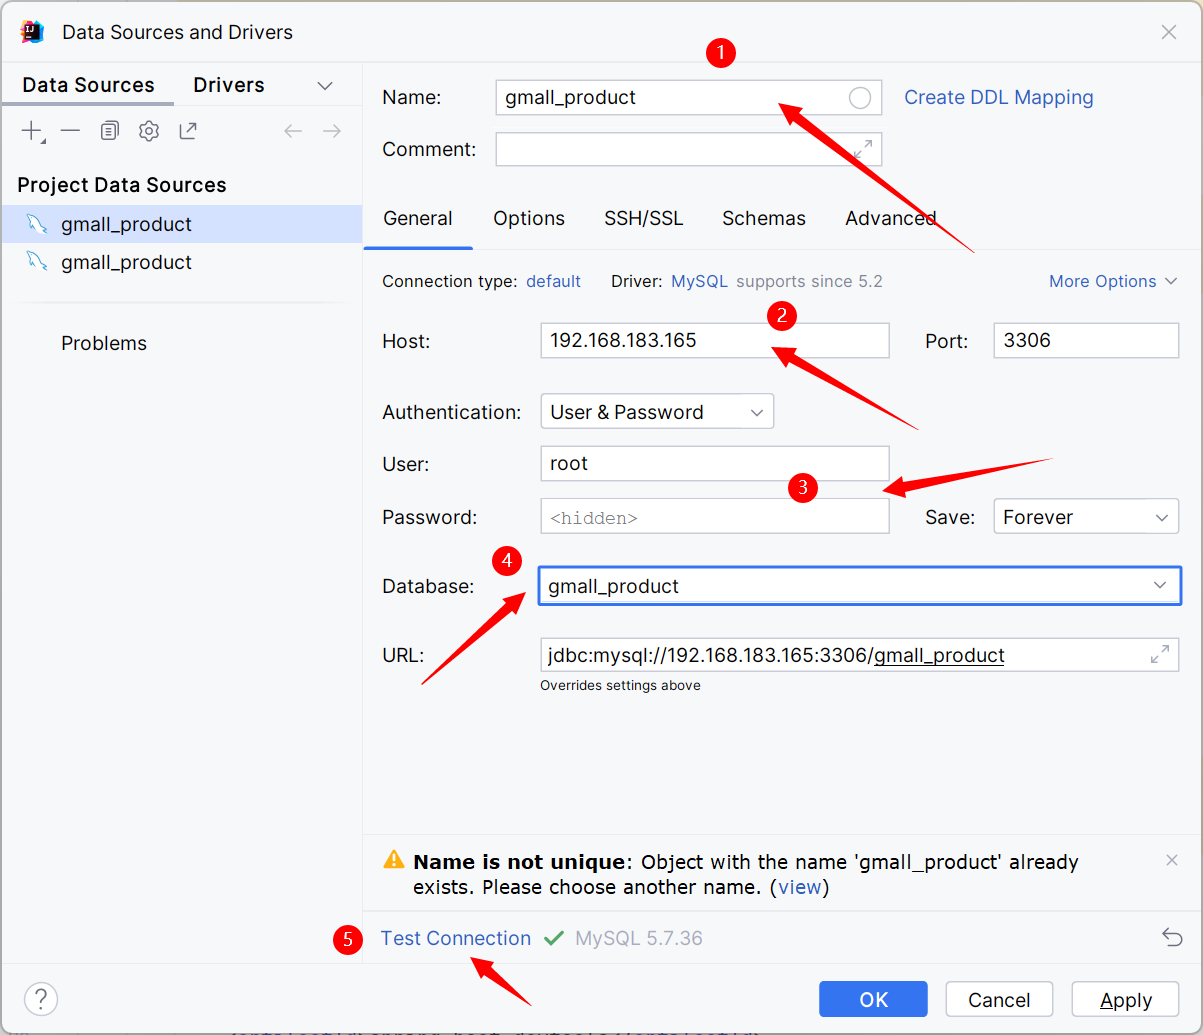 Data Sources and Drivers
1
Data Sources Drivers
Name: gmall_product Create DDL Mapping
Comment:
Project Data Sources
gmall_product
gmall_product
Problems
General Options SSH/SSL Schemas Advanced
Connection type: default Driver: MySQL supports since 5.2 More Options
2
Host: 192.168.183.165 Port: 3306
Authentication: User & Password
User: root
3
Password: <hidden> Save: Forever
4
Database: gmall_product
URL: jdbc:mysql://192.168.183.165:3306/gmall_product
Overrides settings above
Name is not unique: Object with the name 'gmall_product' already
exists. Please choose another name. (view)
5 Test Connection MySQL 5.7.36
? OK Cancel Apply